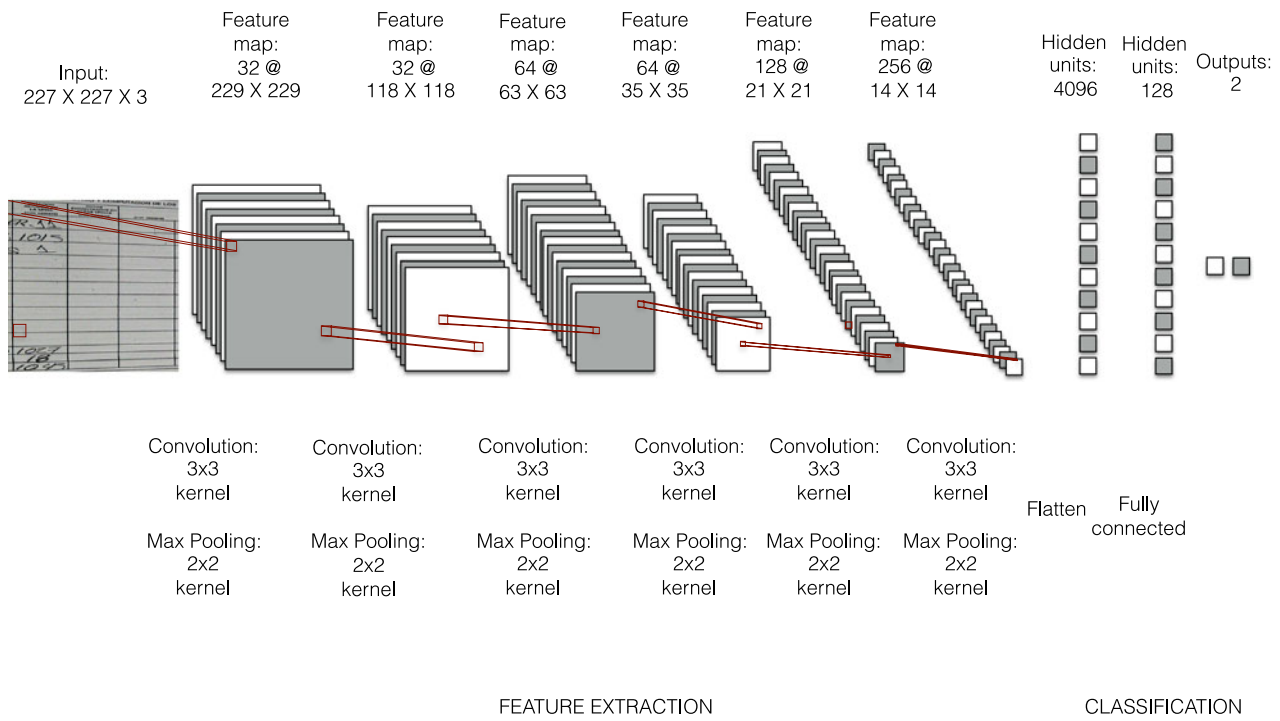 Input:
227 X 227 X 3
Feature
map:
32 @
229 X 229
Feature
map:
32 @
118 X 118
Feature
map:
64 @
63 X 63
Feature
map:
64 @
35 X 35
Feature
map:
128 @
21 X 21
Feature
map:
256 @
14 X 14
Hidden
units:
4096
Hidden
units:
128
Outputs:
2
1015
Convolution:
3x3
kernel
Convolution:
3x3
kernel
Convolution:
3x3
kernel
Convolution:
3x3
kernel
Convolution:
3x3
kernel
Convolution:
3x3
kernel
Flatten
Fully
connected
Max Pooling:
2x2
kernel
Max Pooling:
2x2
kernel
Max Pooling:
2x2
kernel
Max Pooling:
2x2
kernel
Max Pooling:
2x2
kernel
Max Pooling:
2x2
kernel
FEATURE EXTRACTION
CLASSIFICATION